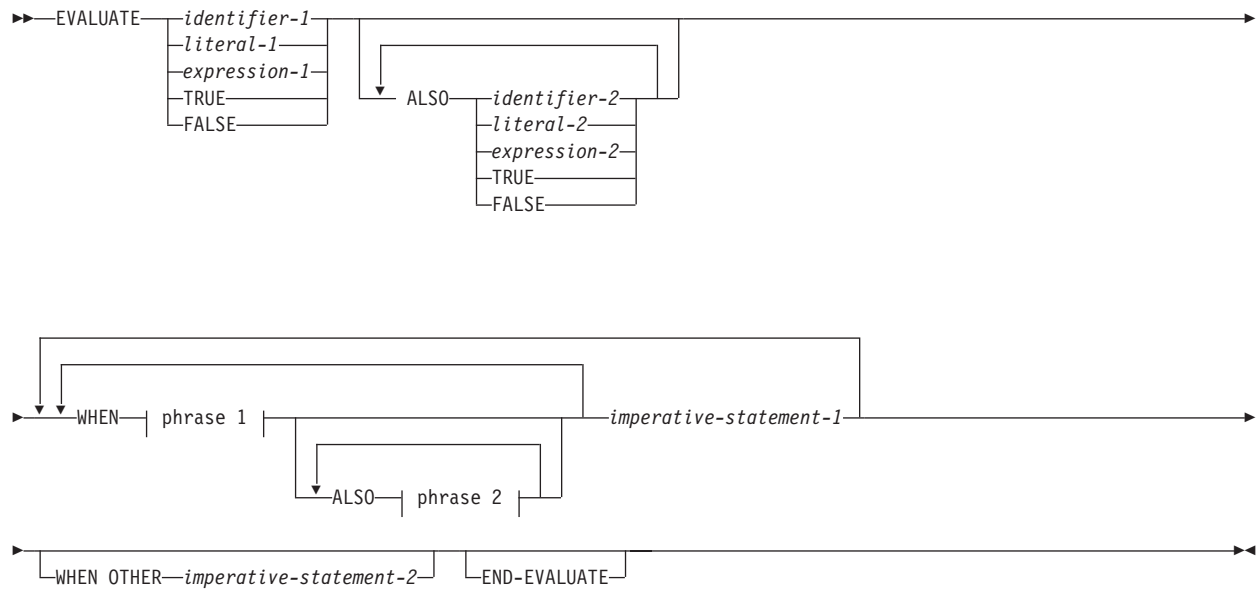 EVALUATE identifier-1
literal-1
expression-1
TRUE
FALSE
ALSO identifier-2
literal-2
expression-2
TRUE
FALSE
WHEN phrase 1 imperative-statement-1
ALSO phrase 2
WHEN OTHER imperative-statement-2 END-EVALUATE